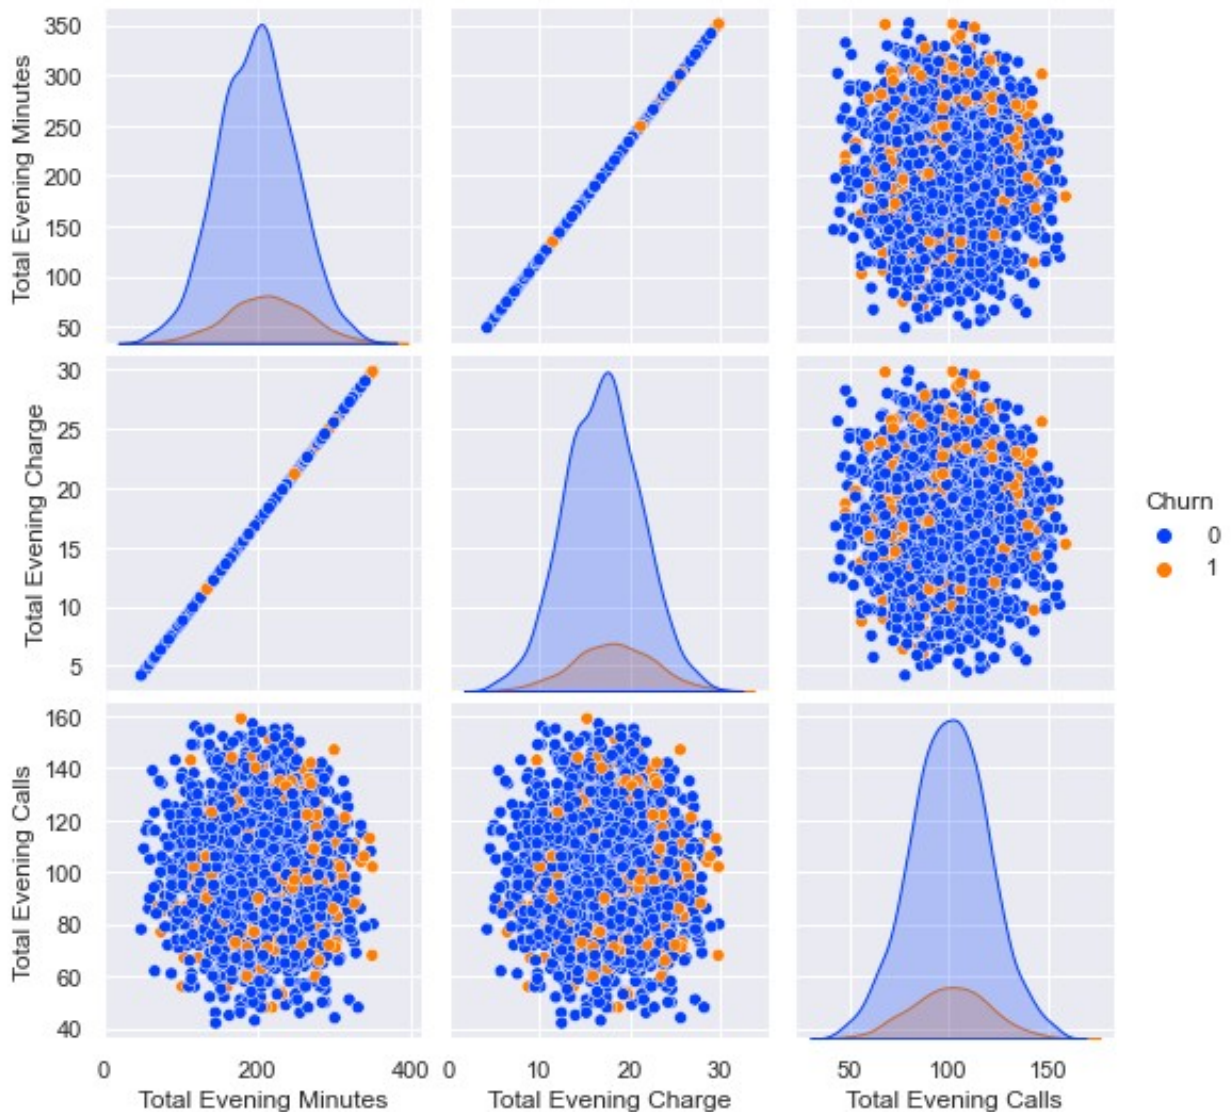 350
300
250
200
150
100
50
Total Evening Minutes
30
25
20
15
10
5
Total Evening Charge
Churn
0
1
160
140
120
100
80
60
40
Total Evening Calls
0 200 400
Total Evening Minutes
0 10 20 30
Total Evening Charge
50 100 150
Total Evening Calls